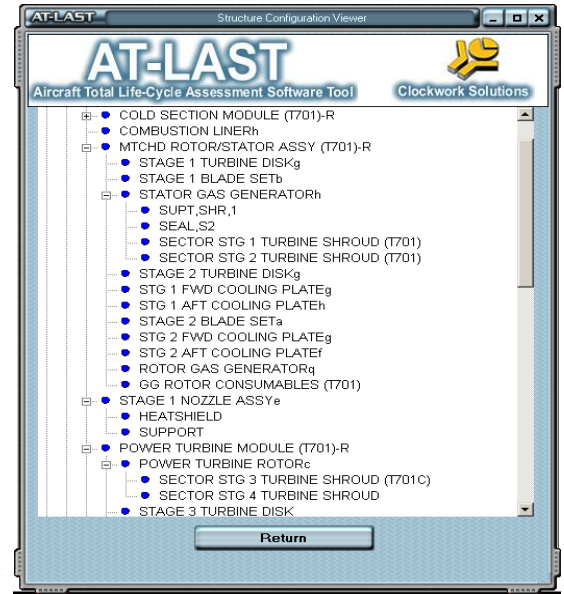 AT-LAST
Structure Configuration Viewer
AT-LAST
Aircraft Total Life-Cycle Assessment Software Tool
Clockwork Solutions
COLD SECTION MODULE (T701)-R
COMBUSTION LINERh
MTCHD ROTOR/STATOR ASSY (T701)-R
STAGE 1 TURBINE DISKg
STAGE 1 BLADE SETb
STATOR GAS GENERATORh
SUPT,SHR,1
SEAL,S2
SECTOR STG 1 TURBINE SHROUD (T701)
SECTOR STG 2 TURBINE SHROUD (T701)
STAGE 2 TURBINE DISKg
STG 1 FWD COOLING PLATEg
STG 1 AFT COOLING PLATEh
STAGE 2 BLADE SETa
STG 2 FWD COOLING PLATEg
STG 2 AFT COOLING PLATEf
ROTOR GAS GENERATORq
GG ROTOR CONSUMABLES (T701)
STAGE 1 NOZZLE ASSYe
HEATSHIELD
SUPPORT
POWER TURBINE MODULE (T701)-R
POWER TURBINE ROTORc
SECTOR STG 3 TURBINE SHROUD (T701C)
SECTOR STG 4 TURBINE SHROUD
STAGE 3 TURBINE DISK
Return